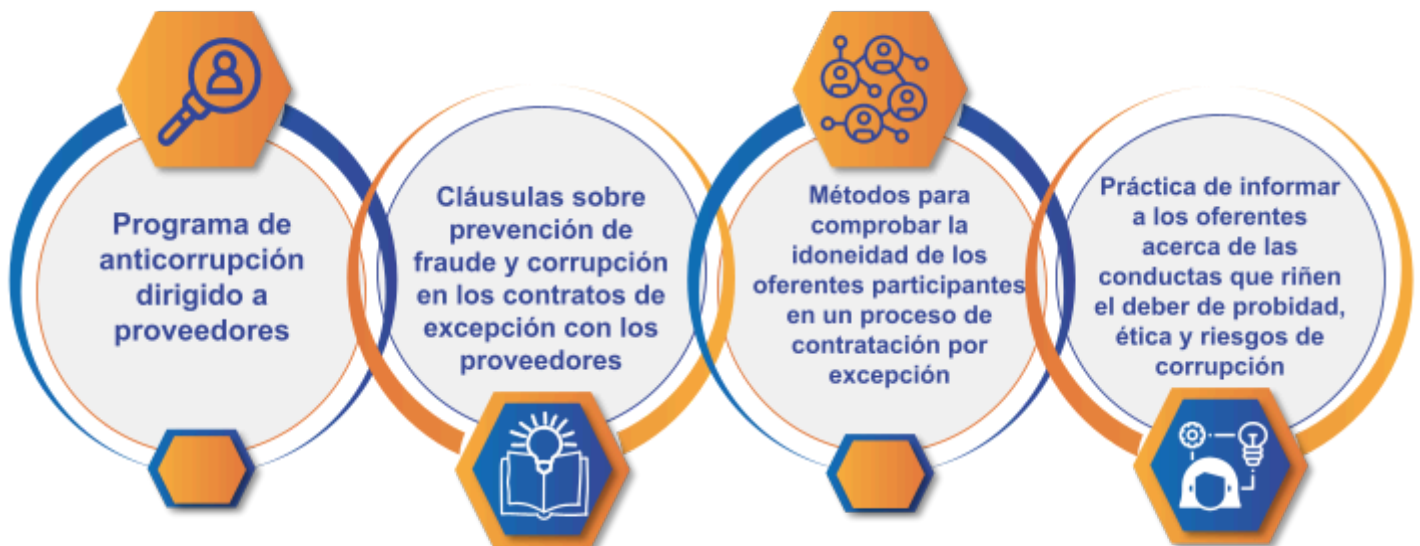 Programa de
anticorrupción
dirigido a
proveedores
Cláusulas sobre
prevención de
fraude y corrupción
en los contratos de
excepción con los
proveedores
Métodos para
comprobar la
idoneidad de los
oferentes participantes
en un proceso de
contratación por
excepción
Práctica de informar
a los oferentes
acerca de las
conductas que riñen
el deber de probidad,
ética y riesgos de
corrupción